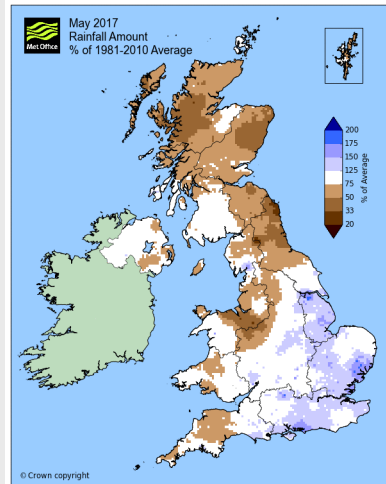 May 2017
Rainfall Amount
% of 1981-2010 Average
Met Office
200
175
150
125
75
50
33
20
% of Average
© Crown copyright